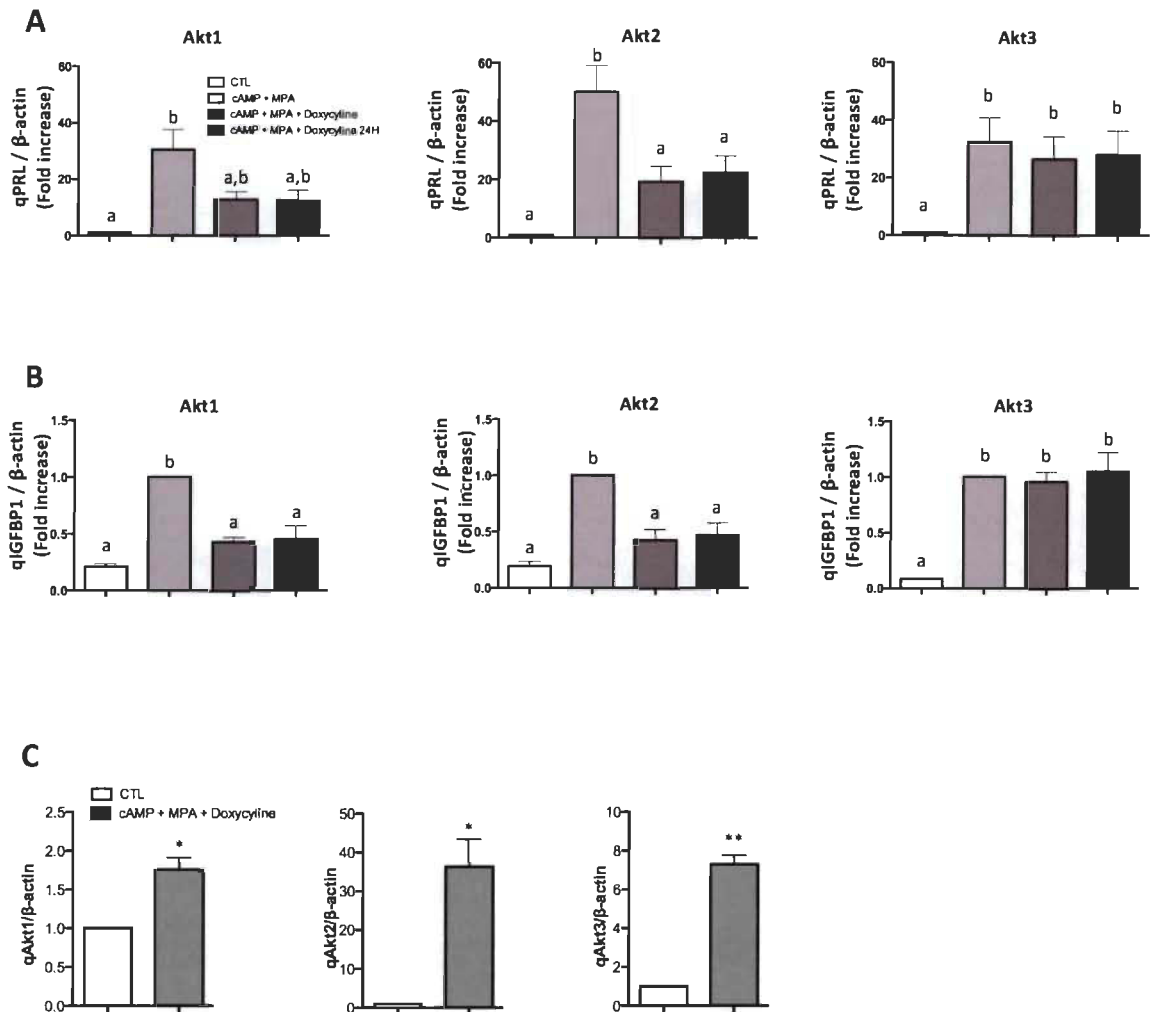 A
Akt1
Akt2
Akt3
qPRL / β-actin
(Fold increase)
60
40
20
0
CTL
cAMP + MPA
cAMP + MPA + Doxycyline
cAMP + MPA + Doxycyline 24H
a
b
a,b
a,b
qPRL / β-actin
(Fold increase)
60
40
20
0
a
b
a
a
qPRL / β-actin
(Fold increase)
60
40
20
0
a
b
b
b
B
Akt1
Akt2
Akt3
qIGFBP1 / β-actin
(Fold increase)
1.5
1.0
0.5
0.0
a
b
a
a
qIGFBP1 / β-actin
(Fold increase)
1.5
1.0
0.5
0.0
a
b
a
a
qIGFBP1 / β-actin
(Fold increase)
1.5
1.0
0.5
0.0
a
b
b
b
C
CTL
cAMP + MPA + Doxycyline
qAkt1/β-actin
2.5
2.0
1.5
1.0
0.5
0.0
*
qAkt2/β-actin
50
40
30
20
10
0
*
qAkt3/β-actin
10
8
6
4
2
0
**